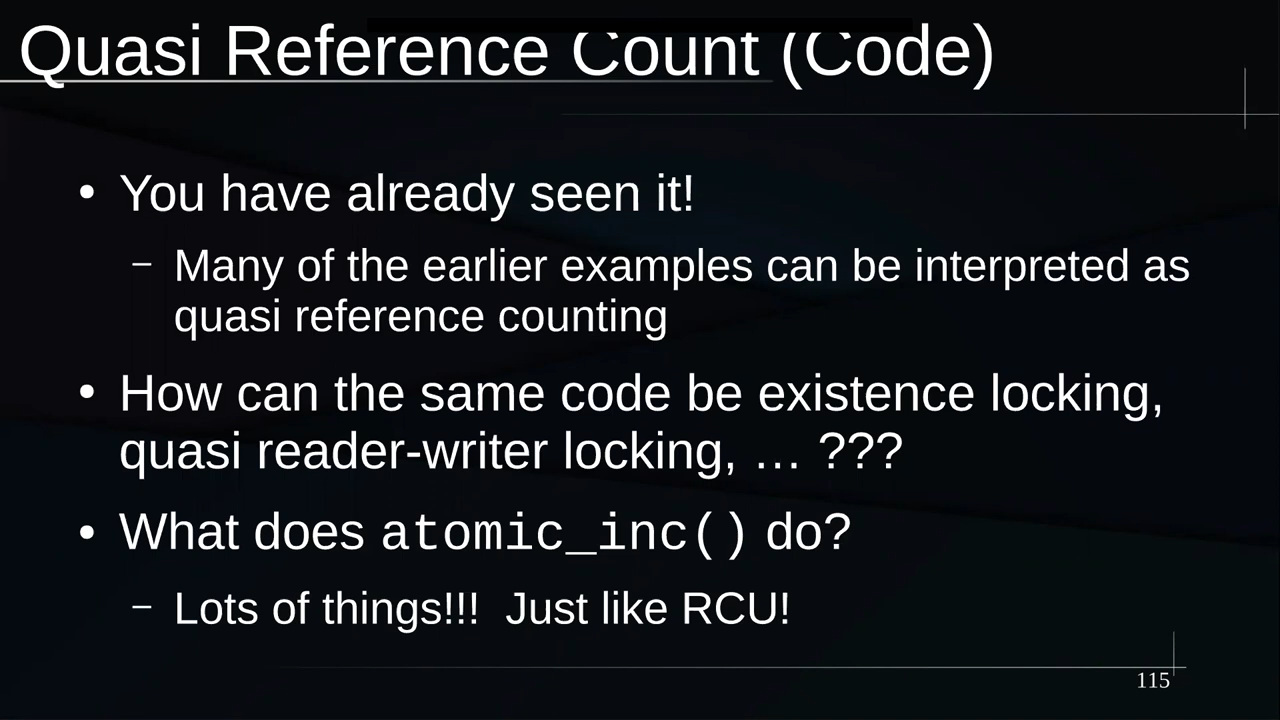 Quasi Reference Count (Code)
• You have already seen it!
– Many of the earlier examples can be interpreted as
quasi reference counting
• How can the same code be existence locking,
quasi reader-writer locking, … ???
• What does atomic_inc() do?
– Lots of things!!!  Just like RCU!
115